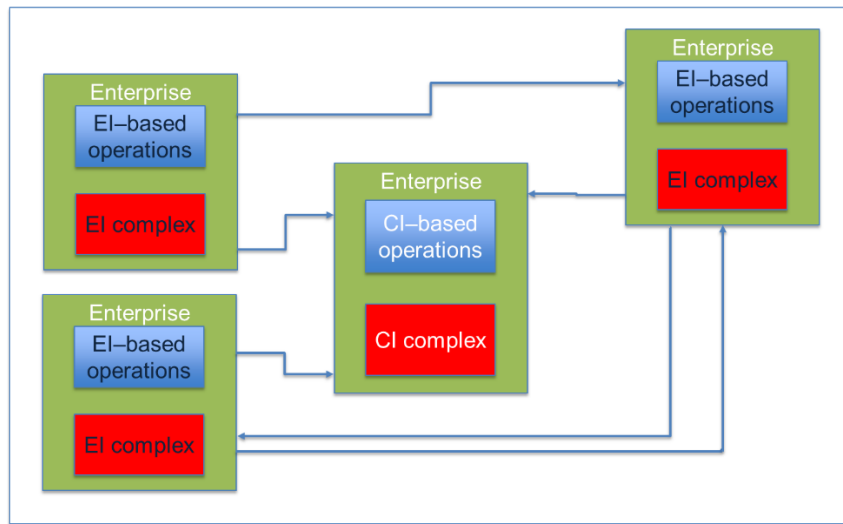 Enterprise
EI–based
operations
EI complex
Enterprise
EI–based
operations
EI complex
Enterprise
CI–based
operations
CI complex
Enterprise
EI–based
operations
EI complex